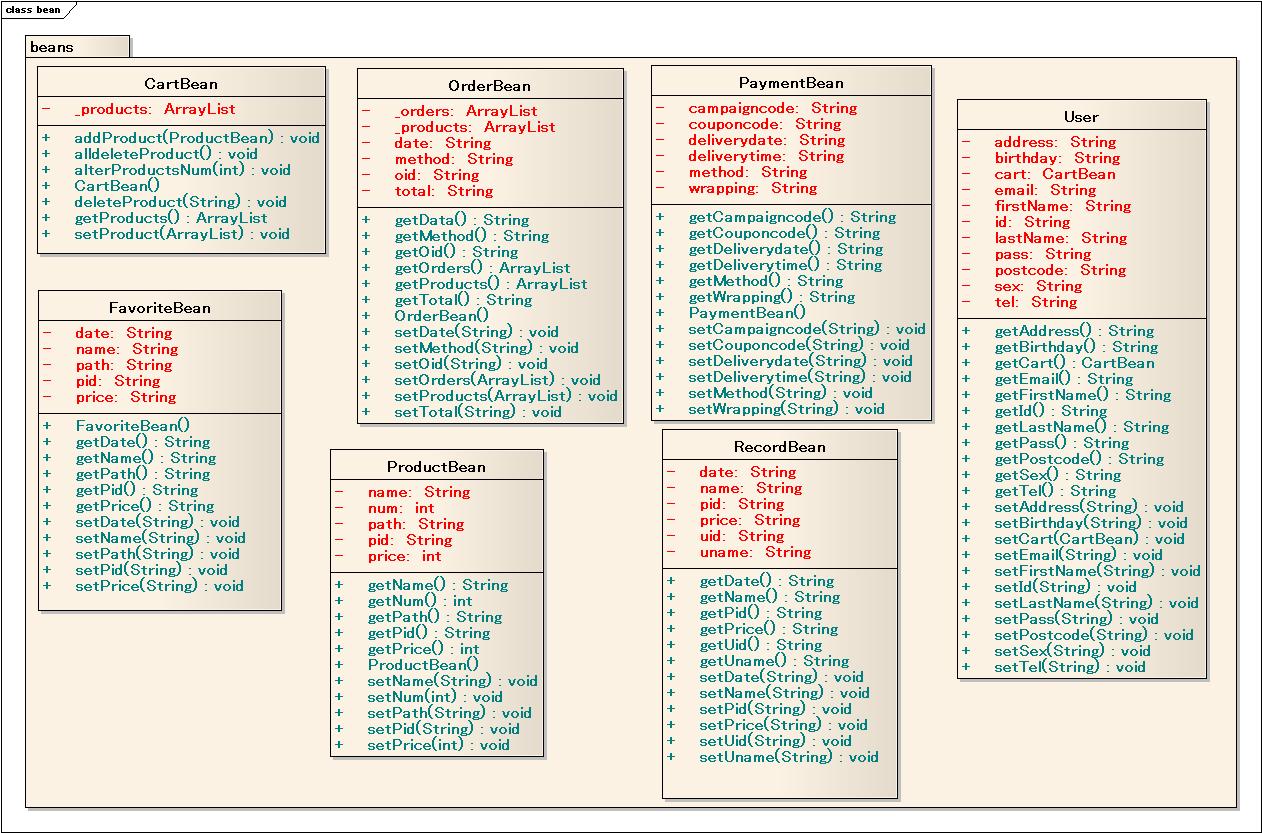 class bean
beans
CartBean
- _products: ArrayList
+ addProduct(ProductBean) : void
+ alldeleteProduct() : void
+ alterProductsNum(int) : void
+ CartBean()
+ deleteProduct(String) : void
+ getProducts() : ArrayList
+ setProduct(ArrayList) : void
OrderBean
- _orders: ArrayList
- _products: ArrayList
- date: String
- method: String
- oid: String
- total: String
+ getData() : String
+ getMethod() : String
+ getOid() : String
+ getOrders() : ArrayList
+ getProducts() : ArrayList
+ getTotal() : String
+ OrderBean()
+ setDate(String) : void
+ setMethod(String) : void
+ setOid(String) : void
+ setOrders(ArrayList) : void
+ setProducts(ArrayList) : void
+ setTotal(String) : void
PaymentBean
- campaigncode: String
- couponcode: String
- deliverydate: String
- deliverytime: String
- method: String
- wrapping: String
+ getCampaigncode() : String
+ getCouponcode() : String
+ getDeliverydate() : String
+ getDeliverytime() : String
+ getMethod() : String
+ getWrapping() : String
+ PaymentBean()
+ setCampaigncode(String) : void
+ setCouponcode(String) : void
+ setDeliverydate(String) : void
+ setDeliverytime(String) : void
+ setMethod(String) : void
+ setWrapping(String) : void
User
- address: String
- birthday: String
- cart: CartBean
- email: String
- firstName: String
- id: String
- lastName: String
- pass: String
- postcode: String
- sex: String
- tel: String
+ getAddress() : String
+ getBirthday() : String
+ getCart() : CartBean
+ getEmail() : String
+ getFirstName() : String
+ getId() : String
+ getLastName() : String
+ getPass() : String
+ getPostcode() : String
+ getSex() : String
+ getTel() : String
+ setAddress(String) : void
+ setBirthday(String) : void
+ setCart(CartBean) : void
+ setEmail(String) : void
+ setFirstName(String) : void
+ setId(String) : void
+ setLastName(String) : void
+ setPass(String) : void
+ setPostcode(String) : void
+ setSex(String) : void
+ setTel(String) : void
FavoriteBean
- date: String
- name: String
- path: String
- pid: String
- price: String
+ FavoriteBean()
+ getDate() : String
+ getName() : String
+ getPath() : String
+ getPid() : String
+ getPrice() : String
+ setDate(String) : void
+ setName(String) : void
+ setPath(String) : void
+ setPid(String) : void
+ setPrice(String) : void
ProductBean
- name: String
- num: int
- path: String
- pid: String
- price: int
+ getName() : String
+ getNum() : int
+ getPath() : String
+ getPid() : String
+ getPrice() : int
+ ProductBean()
+ setName(String) : void
+ setNum(int) : void
+ setPath(String) : void
+ setPid(String) : void
+ setPrice(int) : void
RecordBean
- date: String
- name: String
- pid: String
- price: String
- uid: String
- uname: String
+ getDate() : String
+ getName() : String
+ getPid() : String
+ getPrice() : String
+ getUid() : String
+ getUname() : String
+ setDate(String) : void
+ setName(String) : void
+ setPid(String) : void
+ setPrice(String) : void
+ setUid(String) : void
+ setUname(String) : void